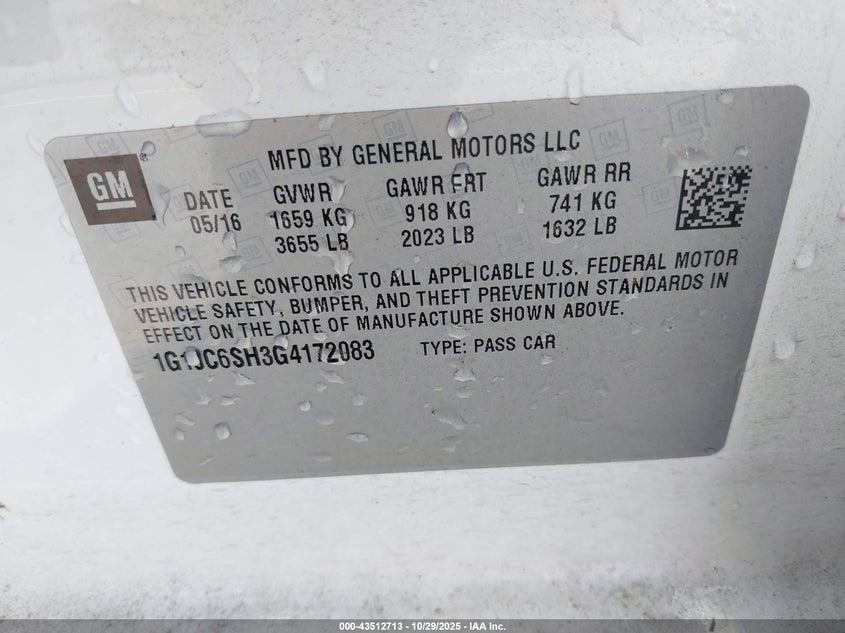 GM
MFD BY GENERAL MOTORS LLC
DATE GVWR GAWR FRT GAWR RR
05/16 1659 KG 918 KG 741 KG
3655 LB 2023 LB 1632 LB
THIS VEHICLE CONFORMS TO ALL APPLICABLE U.S. FEDERAL MOTOR
VEHICLE SAFETY, BUMPER, AND THEFT PREVENTION STANDARDS IN
EFFECT ON THE DATE OF MANUFACTURE SHOWN ABOVE.
1G1JC6SH3G4172083 TYPE: PASS CAR
000-43512713 - 10/29/2025 - IAA Inc.